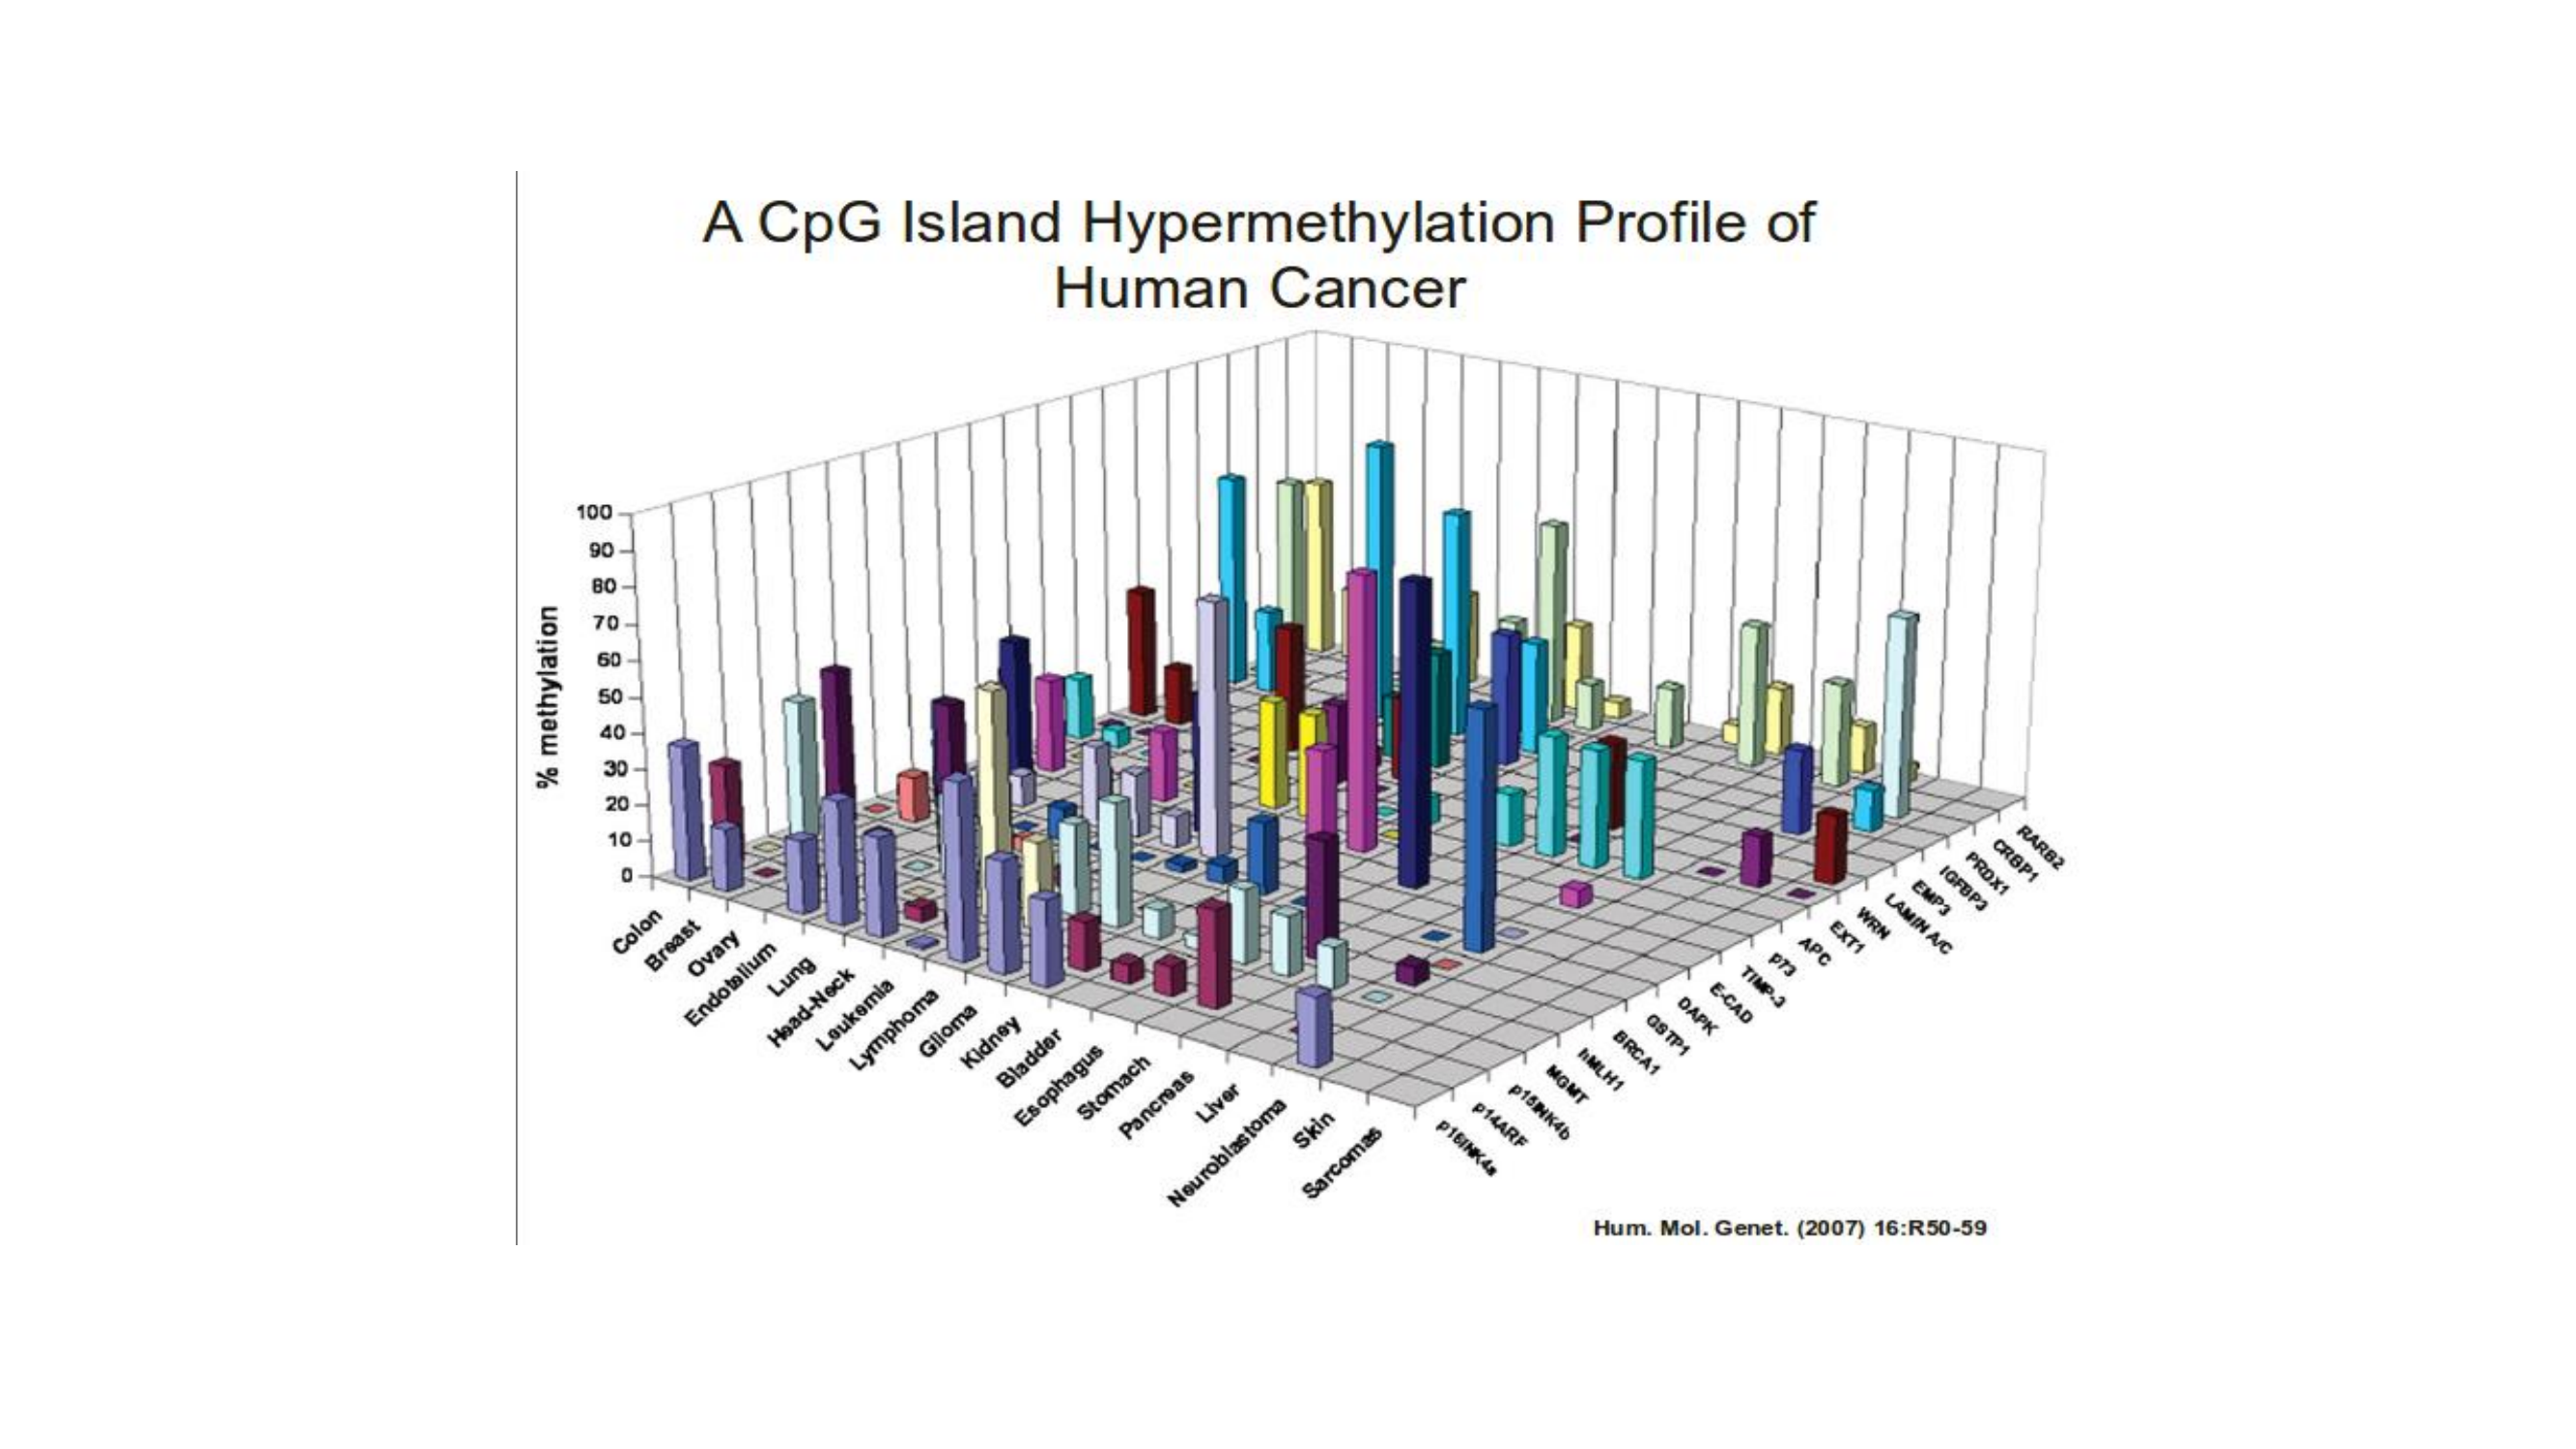 A CpG Island Hypermethylation Profile of
Human Cancer
% methylation
100
90
80
70
60
50
40
30
20
10
0
Colon
Breast
Ovary
Endotelium
Lung
Head-Neck
Leukemia
Lymphoma
Glioma
Kidney
Bladder
Esophagus
Stomach
Pancreas
Liver
Neuroblastoma
Skin
Sarcomas
p16INK4a
p14ARF
p15INK4b
MGMT
hMLH1
BRCA1
GSTP1
DAPK
E-CAD
TIMP-3
p73
APC
EXT1
WRN
LAMIN A/C
EMP3
IGFBP3
PRDX1
CRBP1
RARB2
Hum. Mol. Genet. (2007) 16:R50-59